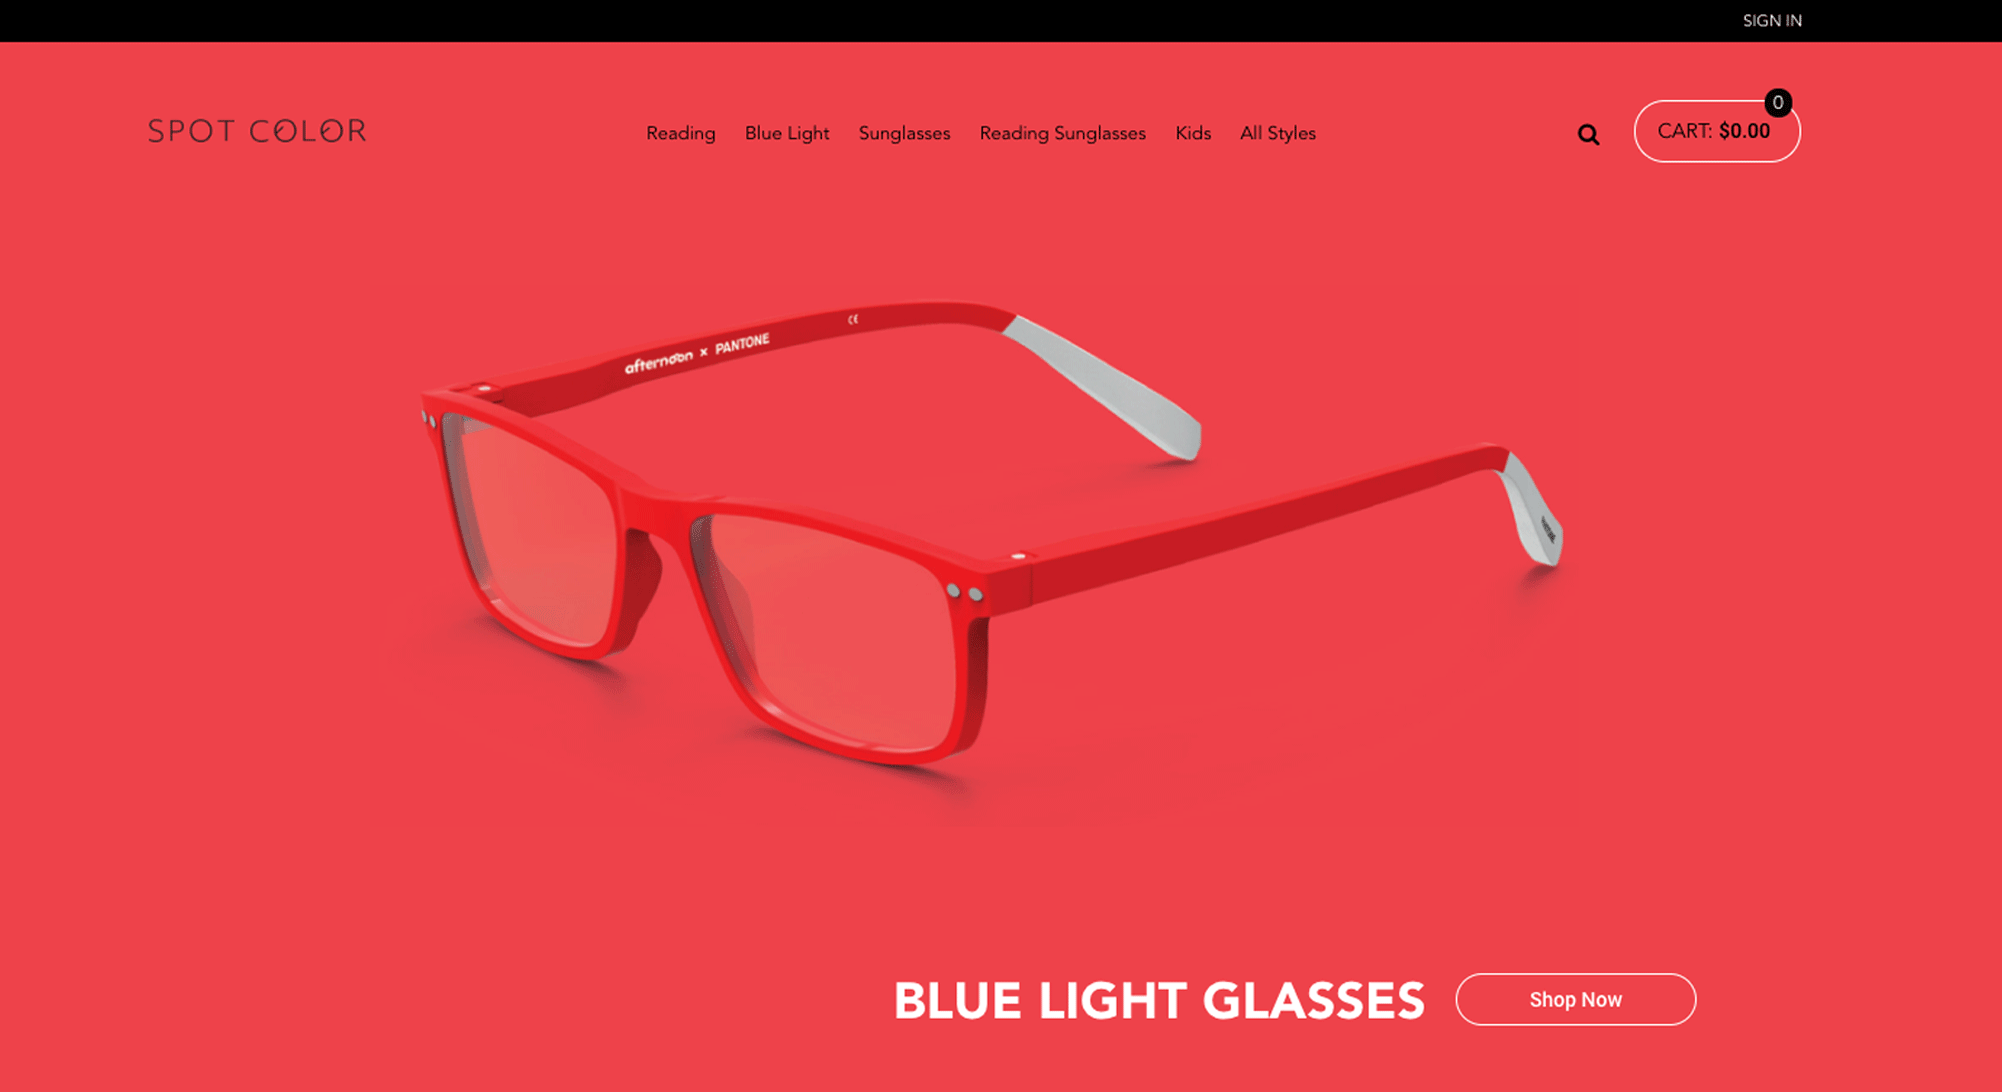 SIGN IN
SPOT COLOR
Reading
Blue Light
Sunglasses
Reading Sunglasses
Kids
All Styles
0
CART: $0.00
afternoon x PANTONE
CE
BLUE LIGHT GLASSES
Shop Now